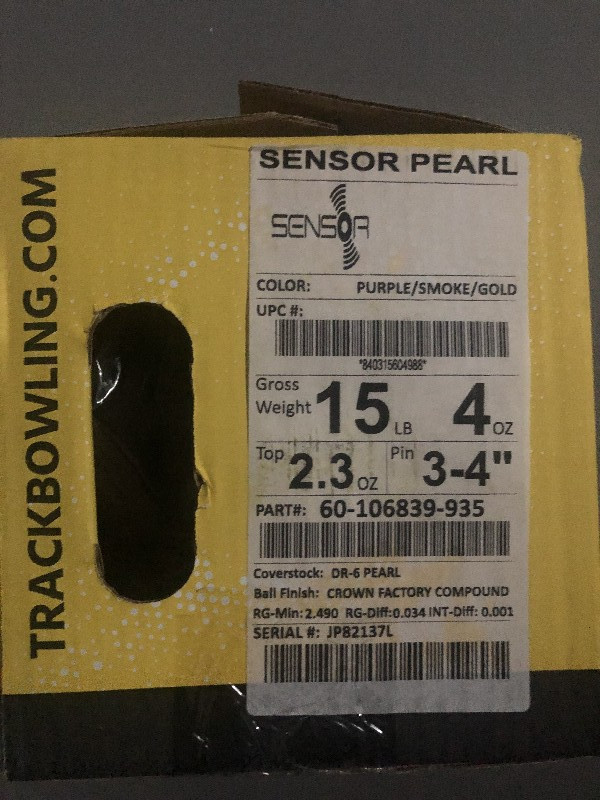 TRACKBOWLING.COM
SENSOR PEARL
SENSOR
COLOR: PURPLE/SMOKE/GOLD
UPC #:
*840315604988*
Gross Weight 15 LB 4 OZ
Top 2.3 OZ Pin 3-4"
PART#: 60-106839-935
Coverstock: DR-6 PEARL
Ball Finish: CROWN FACTORY COMPOUND
RG-Min: 2.490 RG-Diff:0.034 INT-Diff: 0.001
SERIAL #: JP82137L